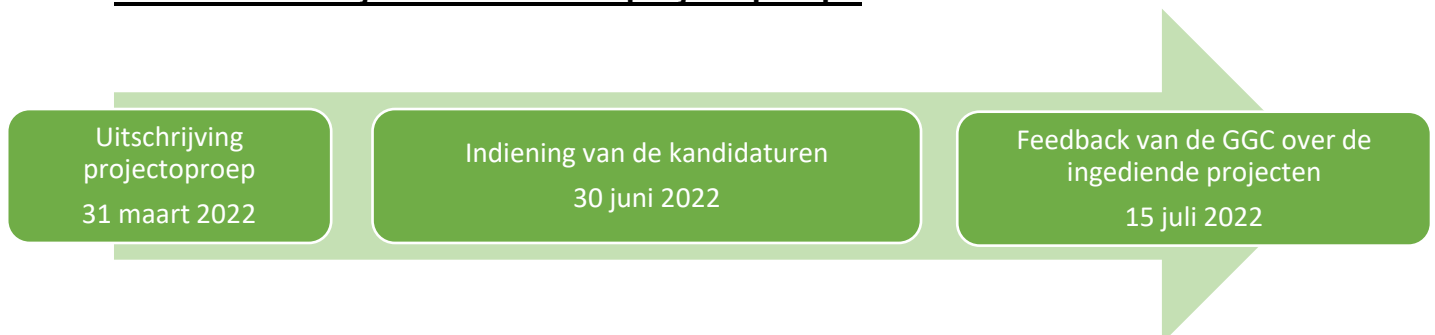 Uitschrijving
projectoproep
31 maart 2022
Indiening van de kandidaturen
30 juni 2022
Feedback van de GGC over de
ingediende projecten
15 juli 2022